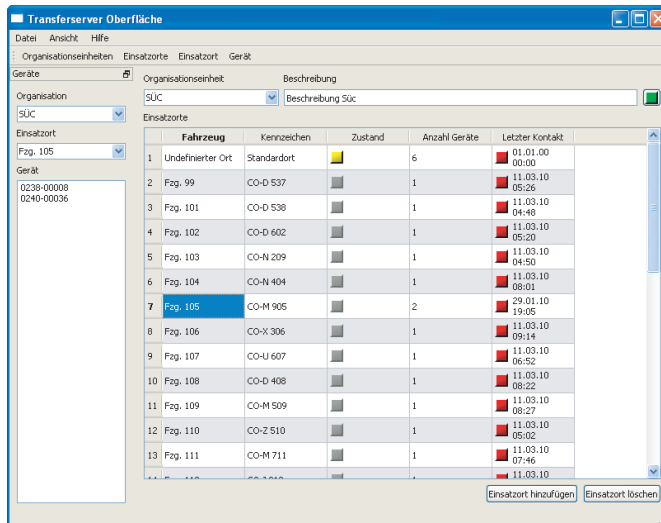 Transferserver Oberfläche
Datei Ansicht Hilfe
Organisationseinheiten Einsatzorte Einsatzort Gerät
Geräte
Organisation
SÜC
Einsatzort
Fzg. 105
Gerät
0238-00008
0240-00036
Organisationseinheit Beschreibung
SÜC Beschreibung Süc
Einsatzorte
Fahrzeug Kennzeichen Zustand Anzahl Geräte Letzter Kontakt
1 Undefinierter Ort Standardort 6 01.01.00 00:00
2 Fzg. 99 CO-D 537 1 11.03.10 05:26
3 Fzg. 101 CO-D 538 1 11.03.10 04:48
4 Fzg. 102 CO-D 602 1 11.03.10 05:20
5 Fzg. 103 CO-N 209 1 11.03.10 04:50
6 Fzg. 104 CO-N 404 1 11.03.10 08:01
7 Fzg. 105 CO-M 905 2 29.01.10 19:05
8 Fzg. 106 CO-X 306 1 11.03.10 09:14
9 Fzg. 107 CO-U 607 1 11.03.10 06:52
10 Fzg. 108 CO-D 408 1 11.03.10 08:22
11 Fzg. 109 CO-M 509 1 11.03.10 08:27
12 Fzg. 110 CO-Z 510 1 11.03.10 05:02
13 Fzg. 111 CO-M 711 1 11.03.10 07:46
11.03.10
Einsatzort hinzufügen Einsatzort löschen